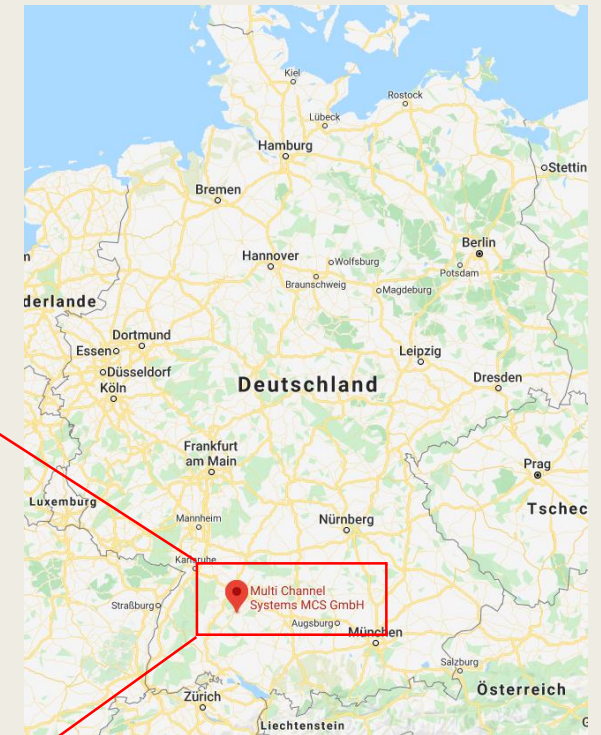 Kiel
Rostock
Lübeck
Hamburg
Stettin
Bremen
Berlin
Hannover
Wolfsburg
Potsdam
Braunschweig
Magdeburg
derlande
Dortmund
Essen
Leipzig
Düsseldorf
Dresden
Köln
Deutschland
Frankfurt
am Main
Prag
Luxemburg
Tschec
Mannheim
Nürnberg
Karlsruhe
Multi Channel
Systems MCS GmbH
Straßburg
Augsburg
München
Salzburg
Österreich
Zürich
Liechtenstein